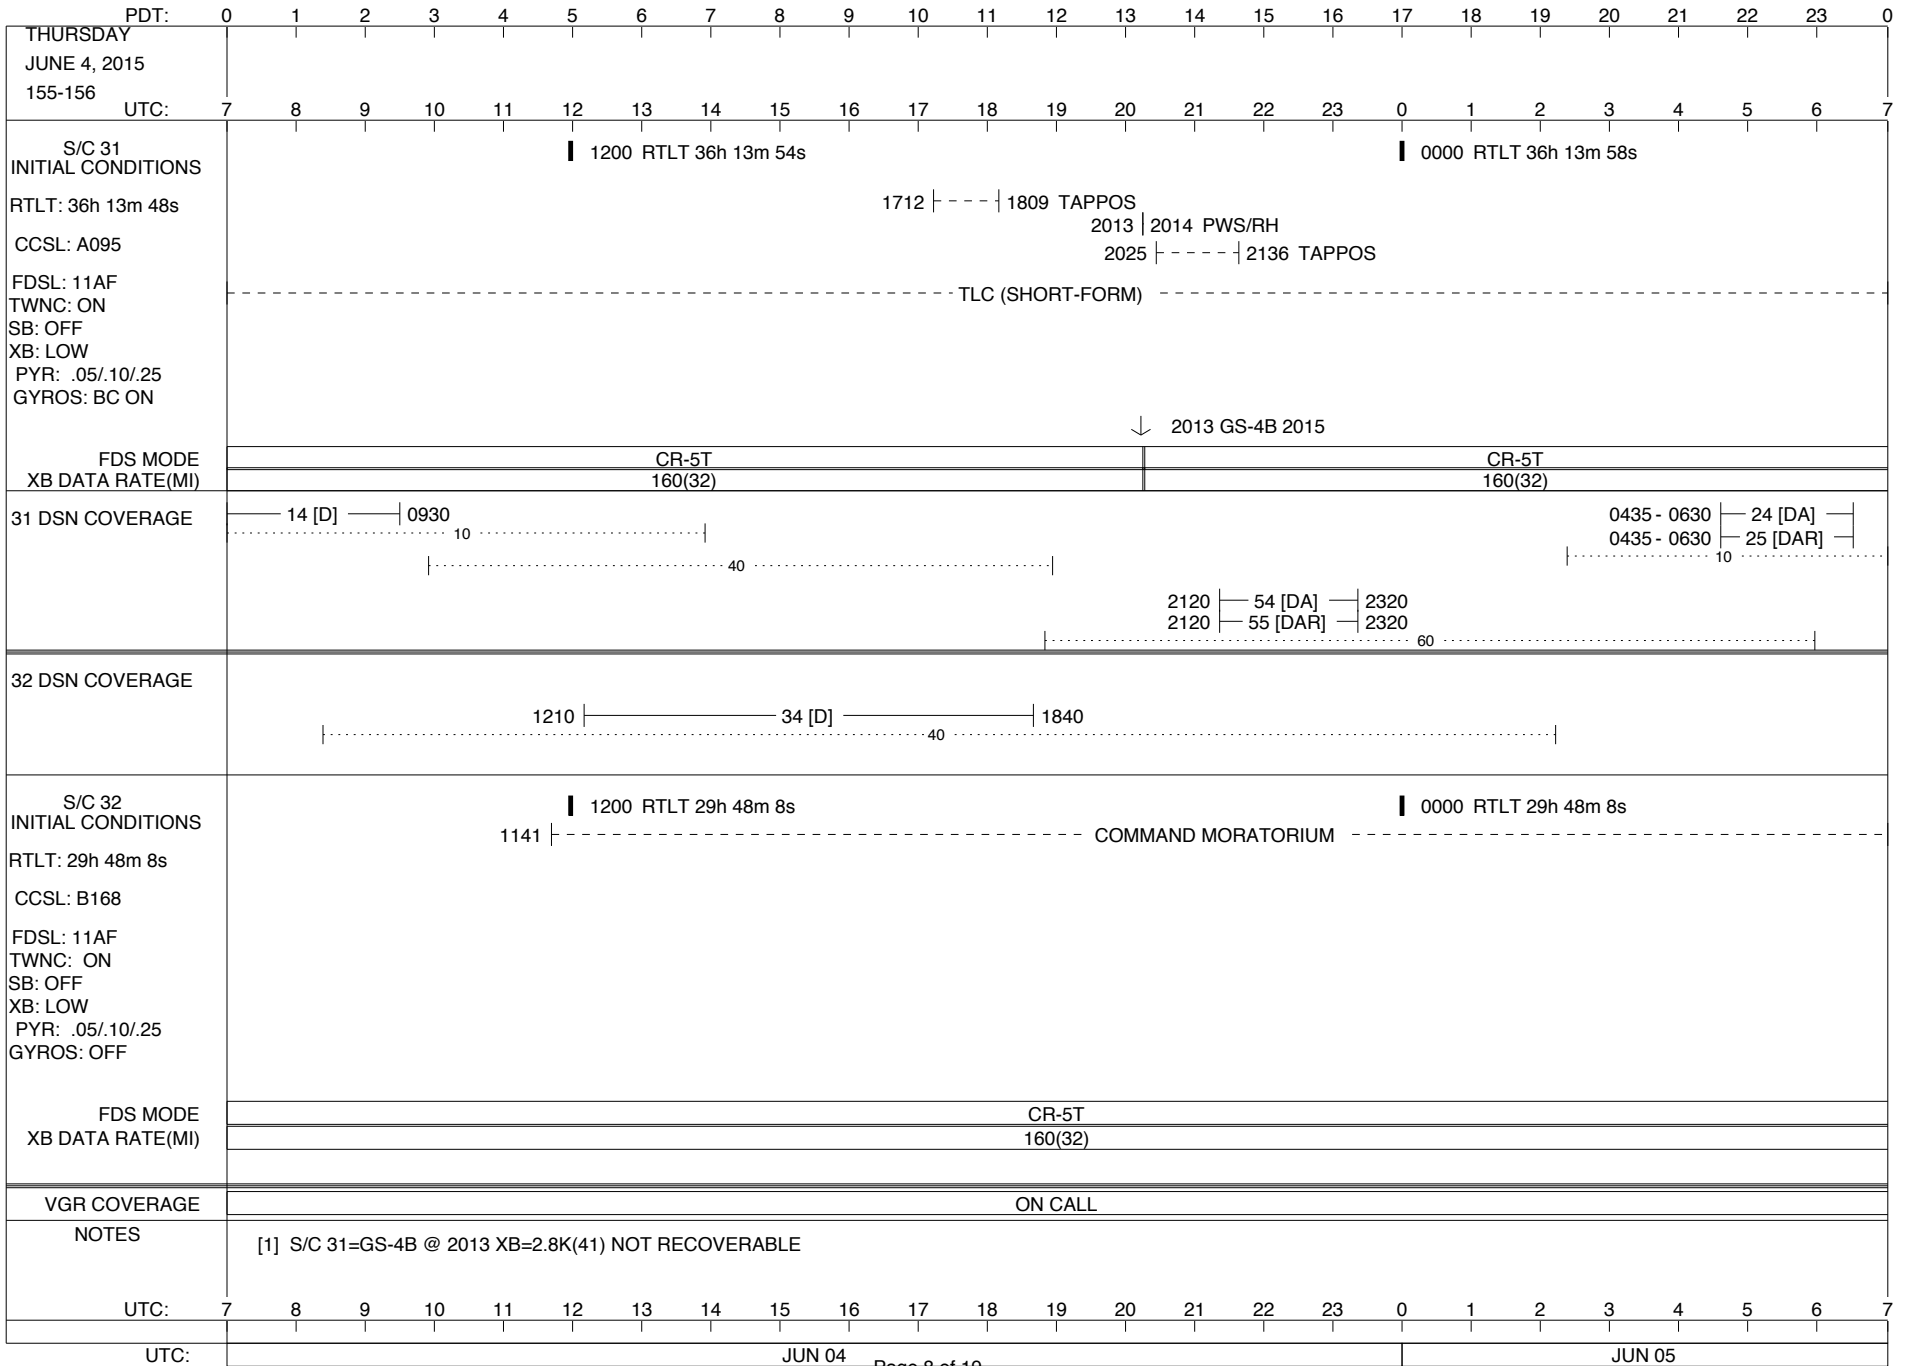 PDT: 0 1 2 3 4 5 6 7 8 9 10 11 12 13 14 15 16 17 18 19 20 21 22 23 0
THURSDAY
JUNE 4, 2015
155-156
UTC: 7 8 9 10 11 12 13 14 15 16 17 18 19 20 21 22 23 0 1 2 3 4 5 6 7
S/C 31
INITIAL CONDITIONS
1200 RTLT 36h 13m 54s
0000 RTLT 36h 13m 58s
RTLT: 36h 13m 48s
1712 1809 TAPPOS
2013 2014 PWS/RH
CCSL: A095
2025 2136 TAPPOS
FDSL: 11AF
TLC (SHORT-FORM)
TWNC: ON
SB: OFF
XB: LOW
PYR: .05/.10/.25
GYROS: BC ON
2013 GS-4B 2015
FDS MODE CR-5T CR-5T
XB DATA RATE(MI) 160(32) 160(32)
31 DSN COVERAGE
14 [D] 0930
0435 - 0630 24 [DA]
10
0435 - 0630 25 [DAR]
10
40
2120 54 [DA] 2320
2120 55 [DAR] 2320
60
32 DSN COVERAGE
1210 34 [D] 1840
40
S/C 32
INITIAL CONDITIONS
1200 RTLT 29h 48m 8s
0000 RTLT 29h 48m 8s
1141 COMMAND MORATORIUM
RTLT: 29h 48m 8s
CCSL: B168
FDSL: 11AF
TWNC: ON
SB: OFF
XB: LOW
PYR: .05/.10/.25
GYROS: OFF
FDS MODE CR-5T
XB DATA RATE(MI) 160(32)
VGR COVERAGE ON CALL
NOTES
[1] S/C 31=GS-4B @ 2013 XB=2.8K(41) NOT RECOVERABLE
UTC: 7 8 9 10 11 12 13 14 15 16 17 18 19 20 21 22 23 0 1 2 3 4 5 6 7
UTC: JUN 04 JUN 05
Page 8 of 19